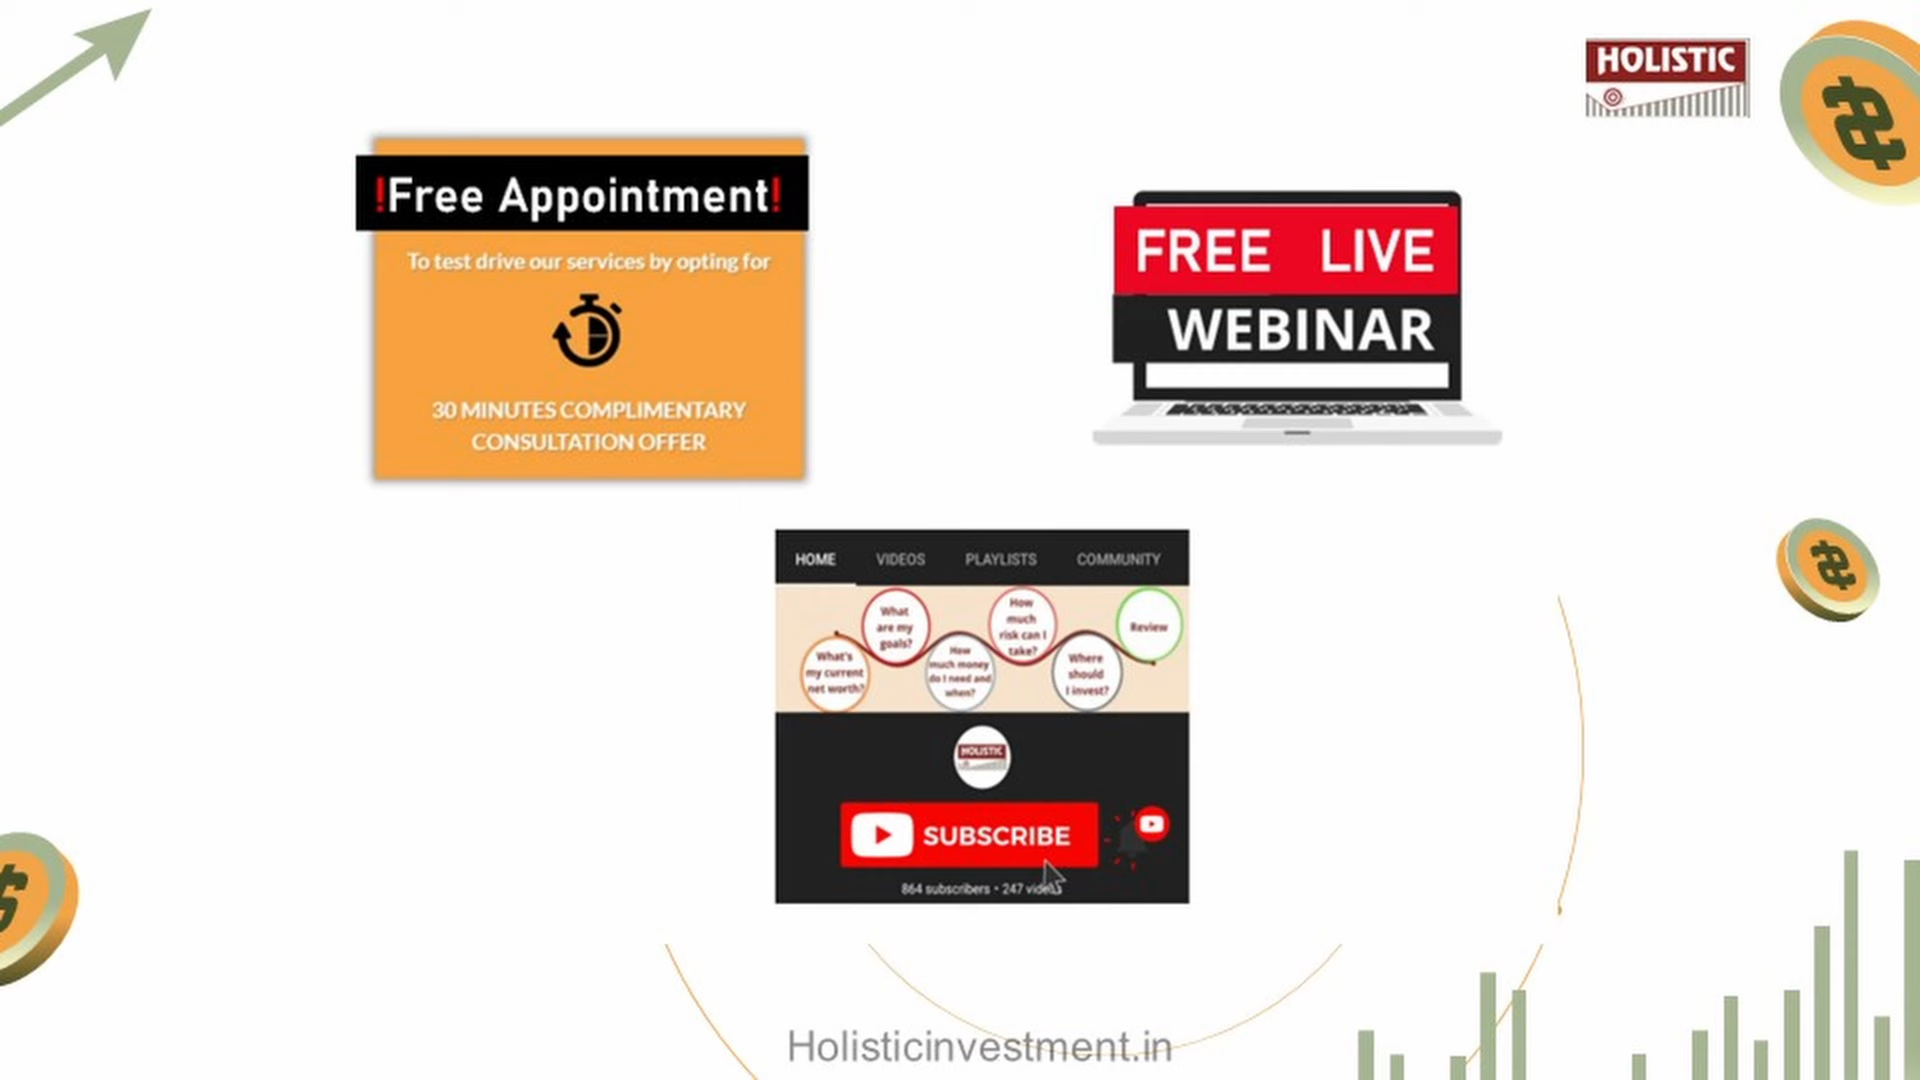 HOLISTIC
!Free Appointment!
To test drive our services by opting for
30 MINUTES COMPLIMENTARY
CONSULTATION OFFER
FREE LIVE
WEBINAR
HOME VIDEOS PLAYLISTS COMMUNITY
What's
my current
net worth?
What
are my
goals?
How
much money
do I need and
when?
How
much
risk can I
take?
Where
should
I invest?
Review
HOLISTIC
SUBSCRIBE
864 subscribers • 247 videos
Holisticinvestment.in